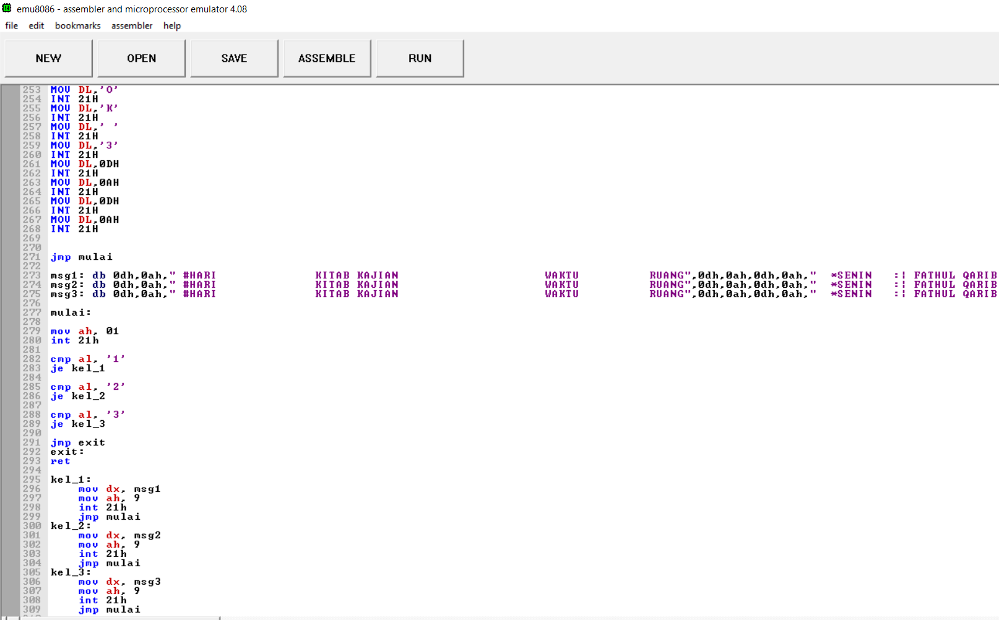 emu8086 - assembler and microprocessor emulator 4.08
file edit bookmarks assembler help
NEW OPEN SAVE ASSEMBLE RUN
253 MOV DL,'O'
254 INT 21H
255 MOV DL,'K'
256 INT 21H
257 MOV DL,' '
258 INT 21H
259 MOV DL,'3'
260 INT 21H
261 MOV DL,0DH
262 INT 21H
263 MOV DL,0AH
264 INT 21H
265 MOV DL,0DH
266 INT 21H
267 MOV DL,0AH
268 INT 21H
269
270
271 jmp mulai
272
273 msg1: db 0dh,0ah," #HARI KITAB KAJIAN WAKTU RUANG",0dh,0ah,0dh,0ah," *SENIN :¦ FATHUL QARIB
274 msg2: db 0dh,0ah," #HARI KITAB KAJIAN WAKTU RUANG",0dh,0ah,0dh,0ah," *SENIN :¦ FATHUL QARIB
275 msg3: db 0dh,0ah," #HARI KITAB KAJIAN WAKTU RUANG",0dh,0ah,0dh,0ah," *SENIN :¦ FATHUL QARIB
276
277 mulai:
278
279 mov ah, 01
280 int 21h
281
282 cmp al, '1'
283 je kel_1
284
285 cmp al, '2'
286 je kel_2
287
288 cmp al, '3'
289 je kel_3
290
291 jmp exit
292 exit:
293 ret
294
295 kel_1:
296 mov dx, msg1
297 mov ah, 9
298 int 21h
299 jmp mulai
300 kel_2:
301 mov dx, msg2
302 mov ah, 9
303 int 21h
304 jmp mulai
305 kel_3:
306 mov dx, msg3
307 mov ah, 9
308 int 21h
309 jmp mulai